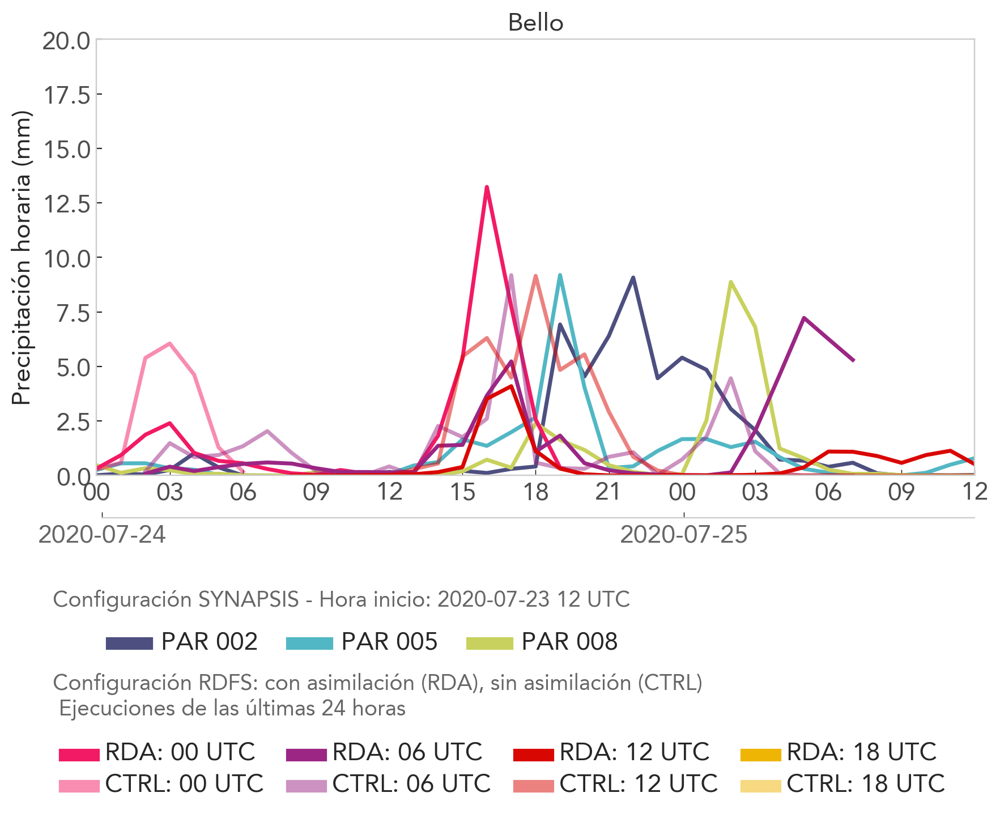 Bello
Precipitación horaria (mm)
20.0
17.5
15.0
12.5
10.0
7.5
5.0
2.5
0.0
00 03 06 09 12 15 18 21 00 03 06 09 12
2020-07-24 2020-07-25
Configuración SYNAPSIS - Hora inicio: 2020-07-23 12 UTC
PAR 002 PAR 005 PAR 008
Configuración RDFS: con asimilación (RDA), sin asimilación (CTRL)
Ejecuciones de las últimas 24 horas
RDA: 00 UTC RDA: 06 UTC RDA: 12 UTC RDA: 18 UTC
CTRL: 00 UTC CTRL: 06 UTC CTRL: 12 UTC CTRL: 18 UTC